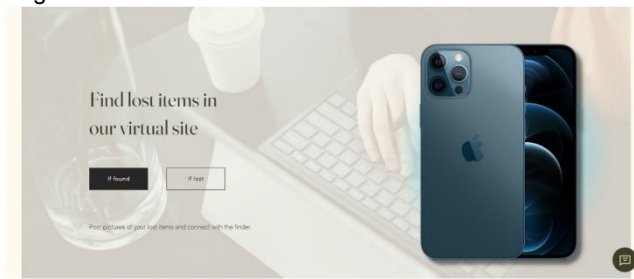 Find lost items in
our virtual site
If found
If lost
Post pictures of your lost items and connect with the finder